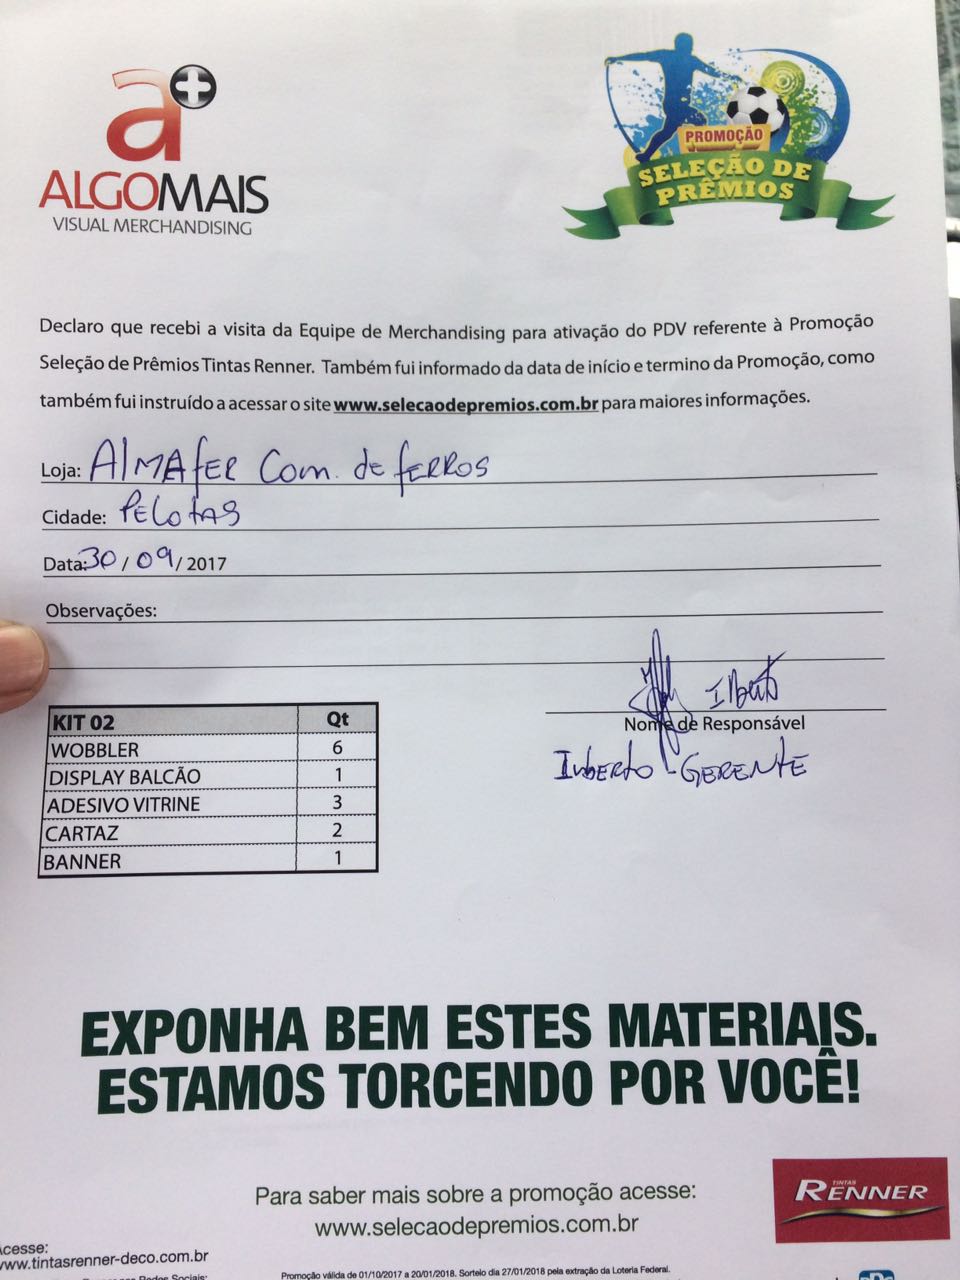 a+
ALGOMAIS
VISUAL MERCHANDISING
PROMOÇÃO
SELEÇÃO DE
PRÊMIOS
Declaro que recebi a visita da Equipe de Merchandising para ativação do PDV referente à Promoção
Seleção de Prêmios Tintas Renner. Também fui informado da data de início e termino da Promoção, como
também fui instruído a acessar o site www.selecaodepremios.com.br para maiores informações.
Loja: AlMAfER Com. de fERROS
Cidade: PELOTAS
Data: 30/09/2017
Observações:
Nome de Responsável
GERENTE
KIT 02 Qt
WOBBLER 6
DISPLAY BALCÃO 1
ADESIVO VITRINE 3
CARTAZ 2
BANNER 1
EXPONHA BEM ESTES MATERIAIS.
ESTAMOS TORCENDO POR VOCÊ!
Para saber mais sobre a promoção acesse:
www.selecaodepremios.com.br
TINTAS
RENNER
Acesse:
www.tintasrenner-deco.com.br
Redes Sociais:
Promoção válida de 01/10/2017 a 20/01/2018. Sorteio dia 27/01/2018 pela extração da Loteria Federal.